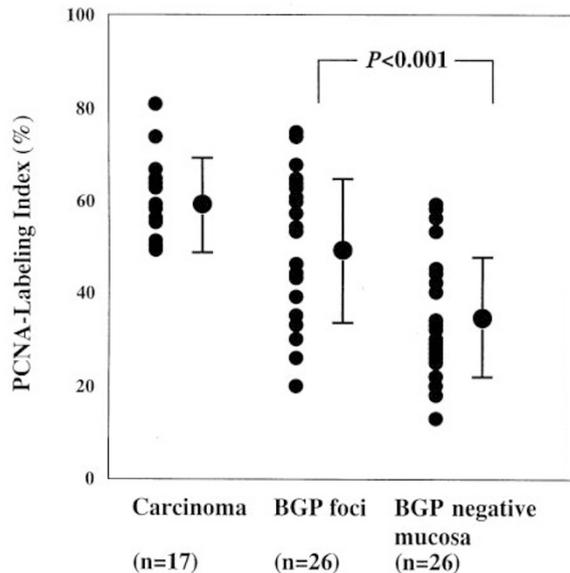 100
P<0.001
80
60
40
20
0
PCNA-Labeling Index (%)
Carcinoma BGP foci BGP negative
mucosa
(n=17) (n=26) (n=26)